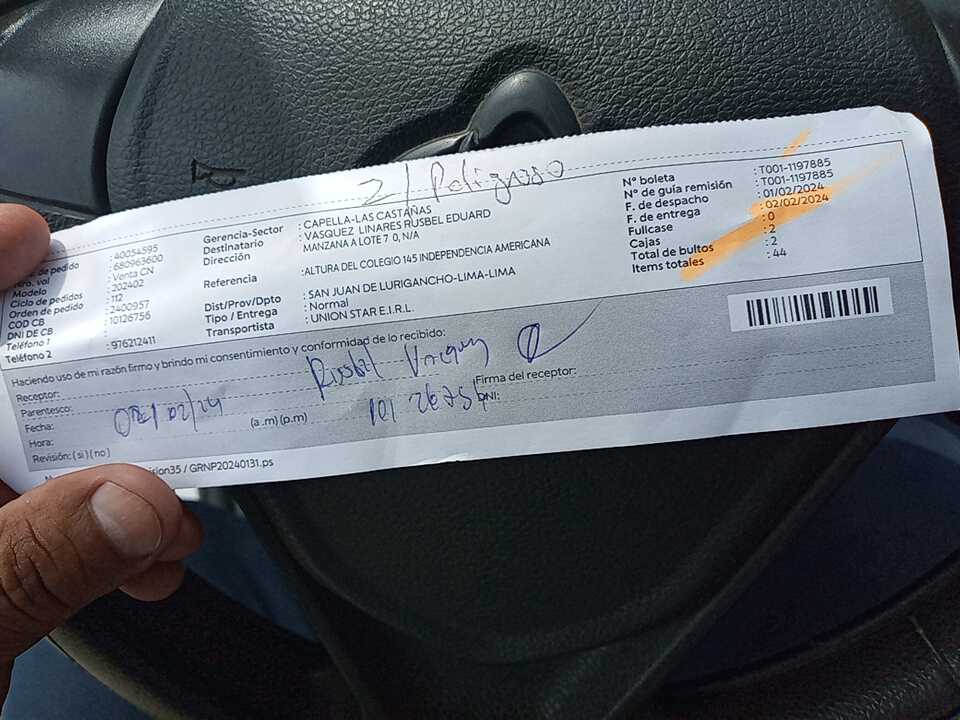 2/ Peligroso
de pedido : 40054595
Nro. vol : 680963600
Modelo : Venta CN
Ciclo de pedidos : 202402
Orden de pedido : 112
COD CB : 2400957
DNI DE CB : 10126756
Teléfono 1 : 976212411
Teléfono 2
Gerencia-Sector : CAPELLA-LAS CASTAÑAS
Destinatario : VASQUEZ LINARES RUSBEL EDUARD
Dirección MANZANA A LOTE 7 0, N/A
Referencia : ALTURA DEL COLEGIO 145 INDEPENDENCIA AMERICANA
Dist/Prov/Dpto : SAN JUAN DE LURIGANCHO-LIMA-LIMA
Tipo / Entrega : Normal
Transportista : UNION STAR E.I.R.L.
N° boleta : T001-1197885
N° de guía remisión : T001-1197885
F. de despacho : 01/02/2024
F. de entrega : 02/02/2024
Fullcase : 0
Cajas : 2
Total de bultos : 2
Items totales : 44
Haciendo uso de mi razón firmo y brindo mi consentimiento y conformidad de lo recibido:
Receptor:
Parentesco:
Fecha: 02/02/24
Hora: (a.m) (p.m)
Revisión: ( si ) ( no )
Firma del receptor:
DNI:
/ GRNP20240131.ps